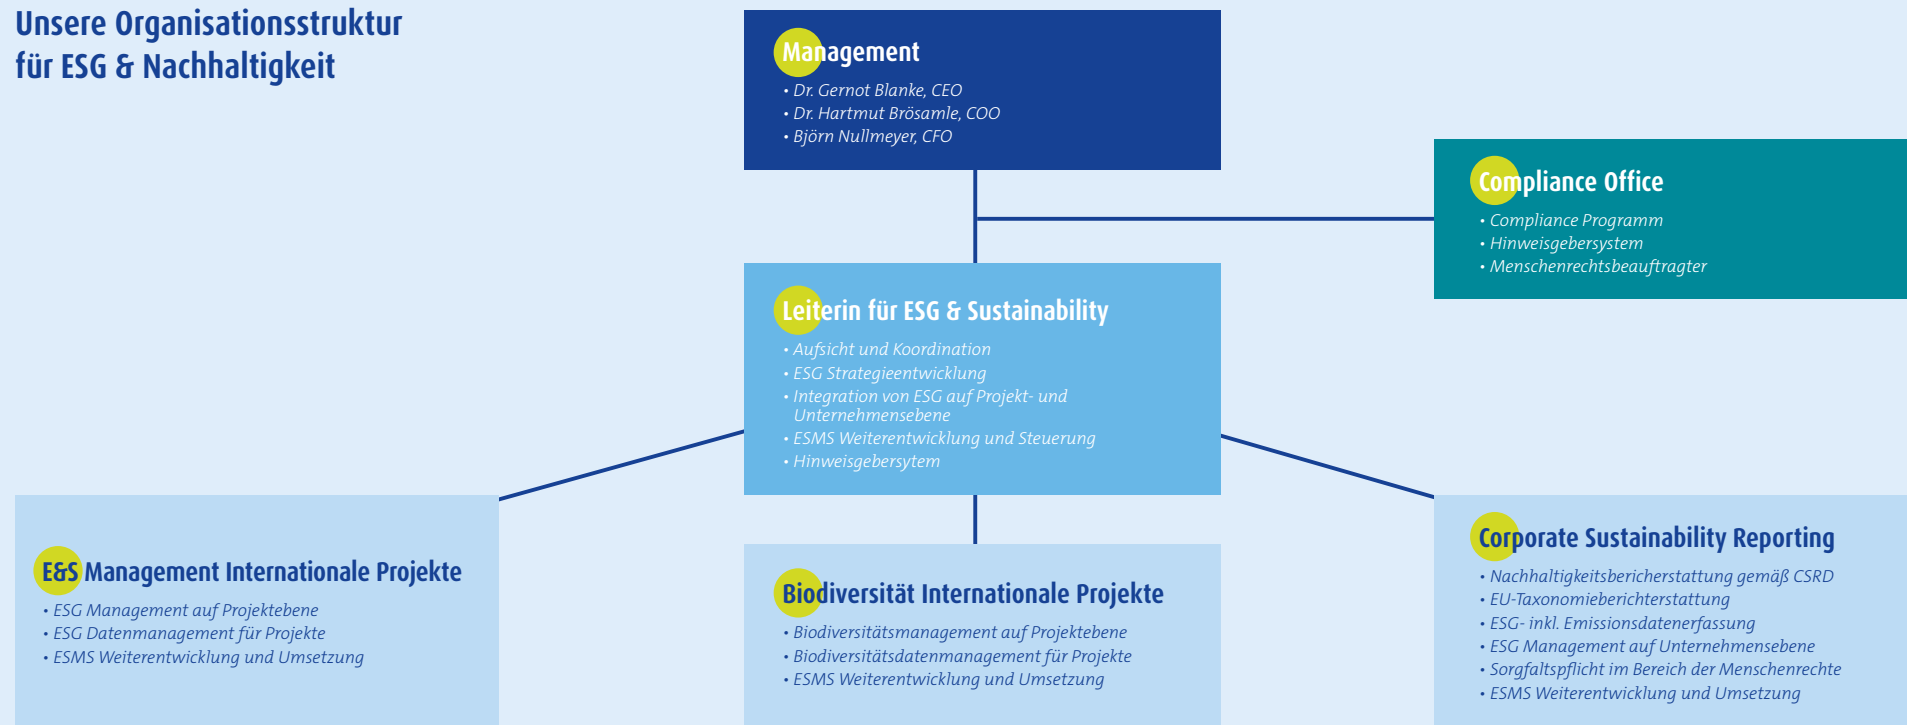 Unsere Organisationsstruktur
für ESG & Nachhaltigkeit
Management
• Dr. Gernot Blanke, CEO
• Dr. Hartmut Brösamle, COO
• Björn Nullmeyer, CFO
Compliance Office
• Compliance Programm
• Hinweisgebersystem
• Menschenrechtsbeauftragter
Leiterin für ESG & Sustainability
• Aufsicht und Koordination
• ESG Strategieentwicklung
• Integration von ESG auf Projekt- und
Unternehmensebene
• ESMS Weiterentwicklung und Steuerung
• Hinweisgebersytem
E&S Management Internationale Projekte
• ESG Management auf Projektebene
• ESG Datenmanagement für Projekte
• ESMS Weiterentwicklung und Umsetzung
Biodiversität Internationale Projekte
• Biodiversitätsmanagement auf Projektebene
• Biodiversitätsdatenmanagement für Projekte
• ESMS Weiterentwicklung und Umsetzung
Corporate Sustainability Reporting
• Nachhaltigkeitsbericherstattung gemäß CSRD
• EU-Taxonomieberichterstattung
• ESG- inkl. Emissionsdatenerfassung
• ESG Management auf Unternehmensebene
• Sorgfaltspflicht im Bereich der Menschenrechte
• ESMS Weiterentwicklung und Umsetzung